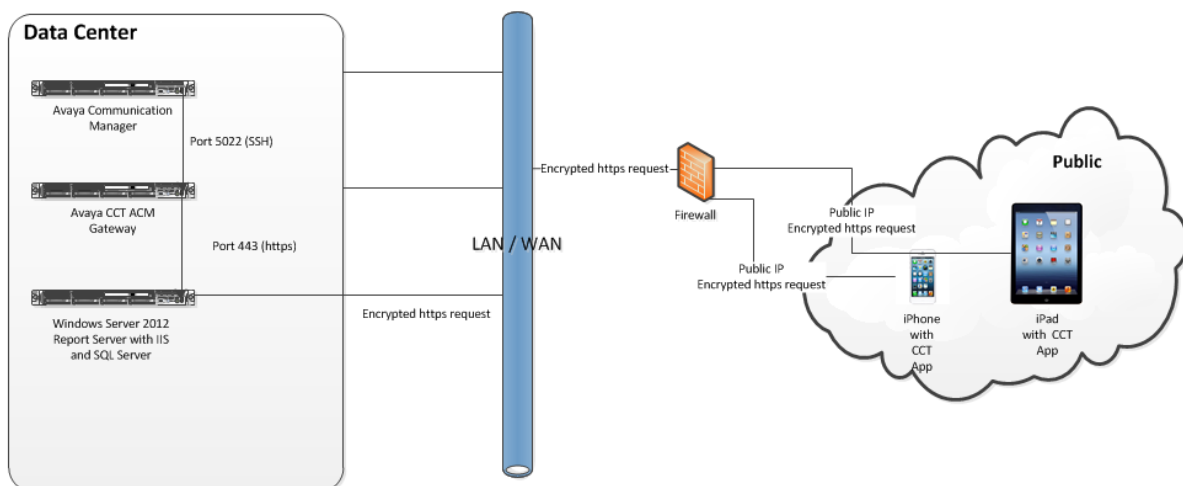 Data Center
Avaya Communication
Manager
Port 5022 (SSH)
Avaya CCT ACM
Gateway
Port 443 (https)
Windows Server 2012
Report Server with IIS
and SQL Server
Encrypted https request
LAN / WAN
Encrypted https request
Firewall
Public
Public IP
Encrypted https request
Public IP
Encrypted https request
iPhone
with
CCT
App
iPad
with CCT
App